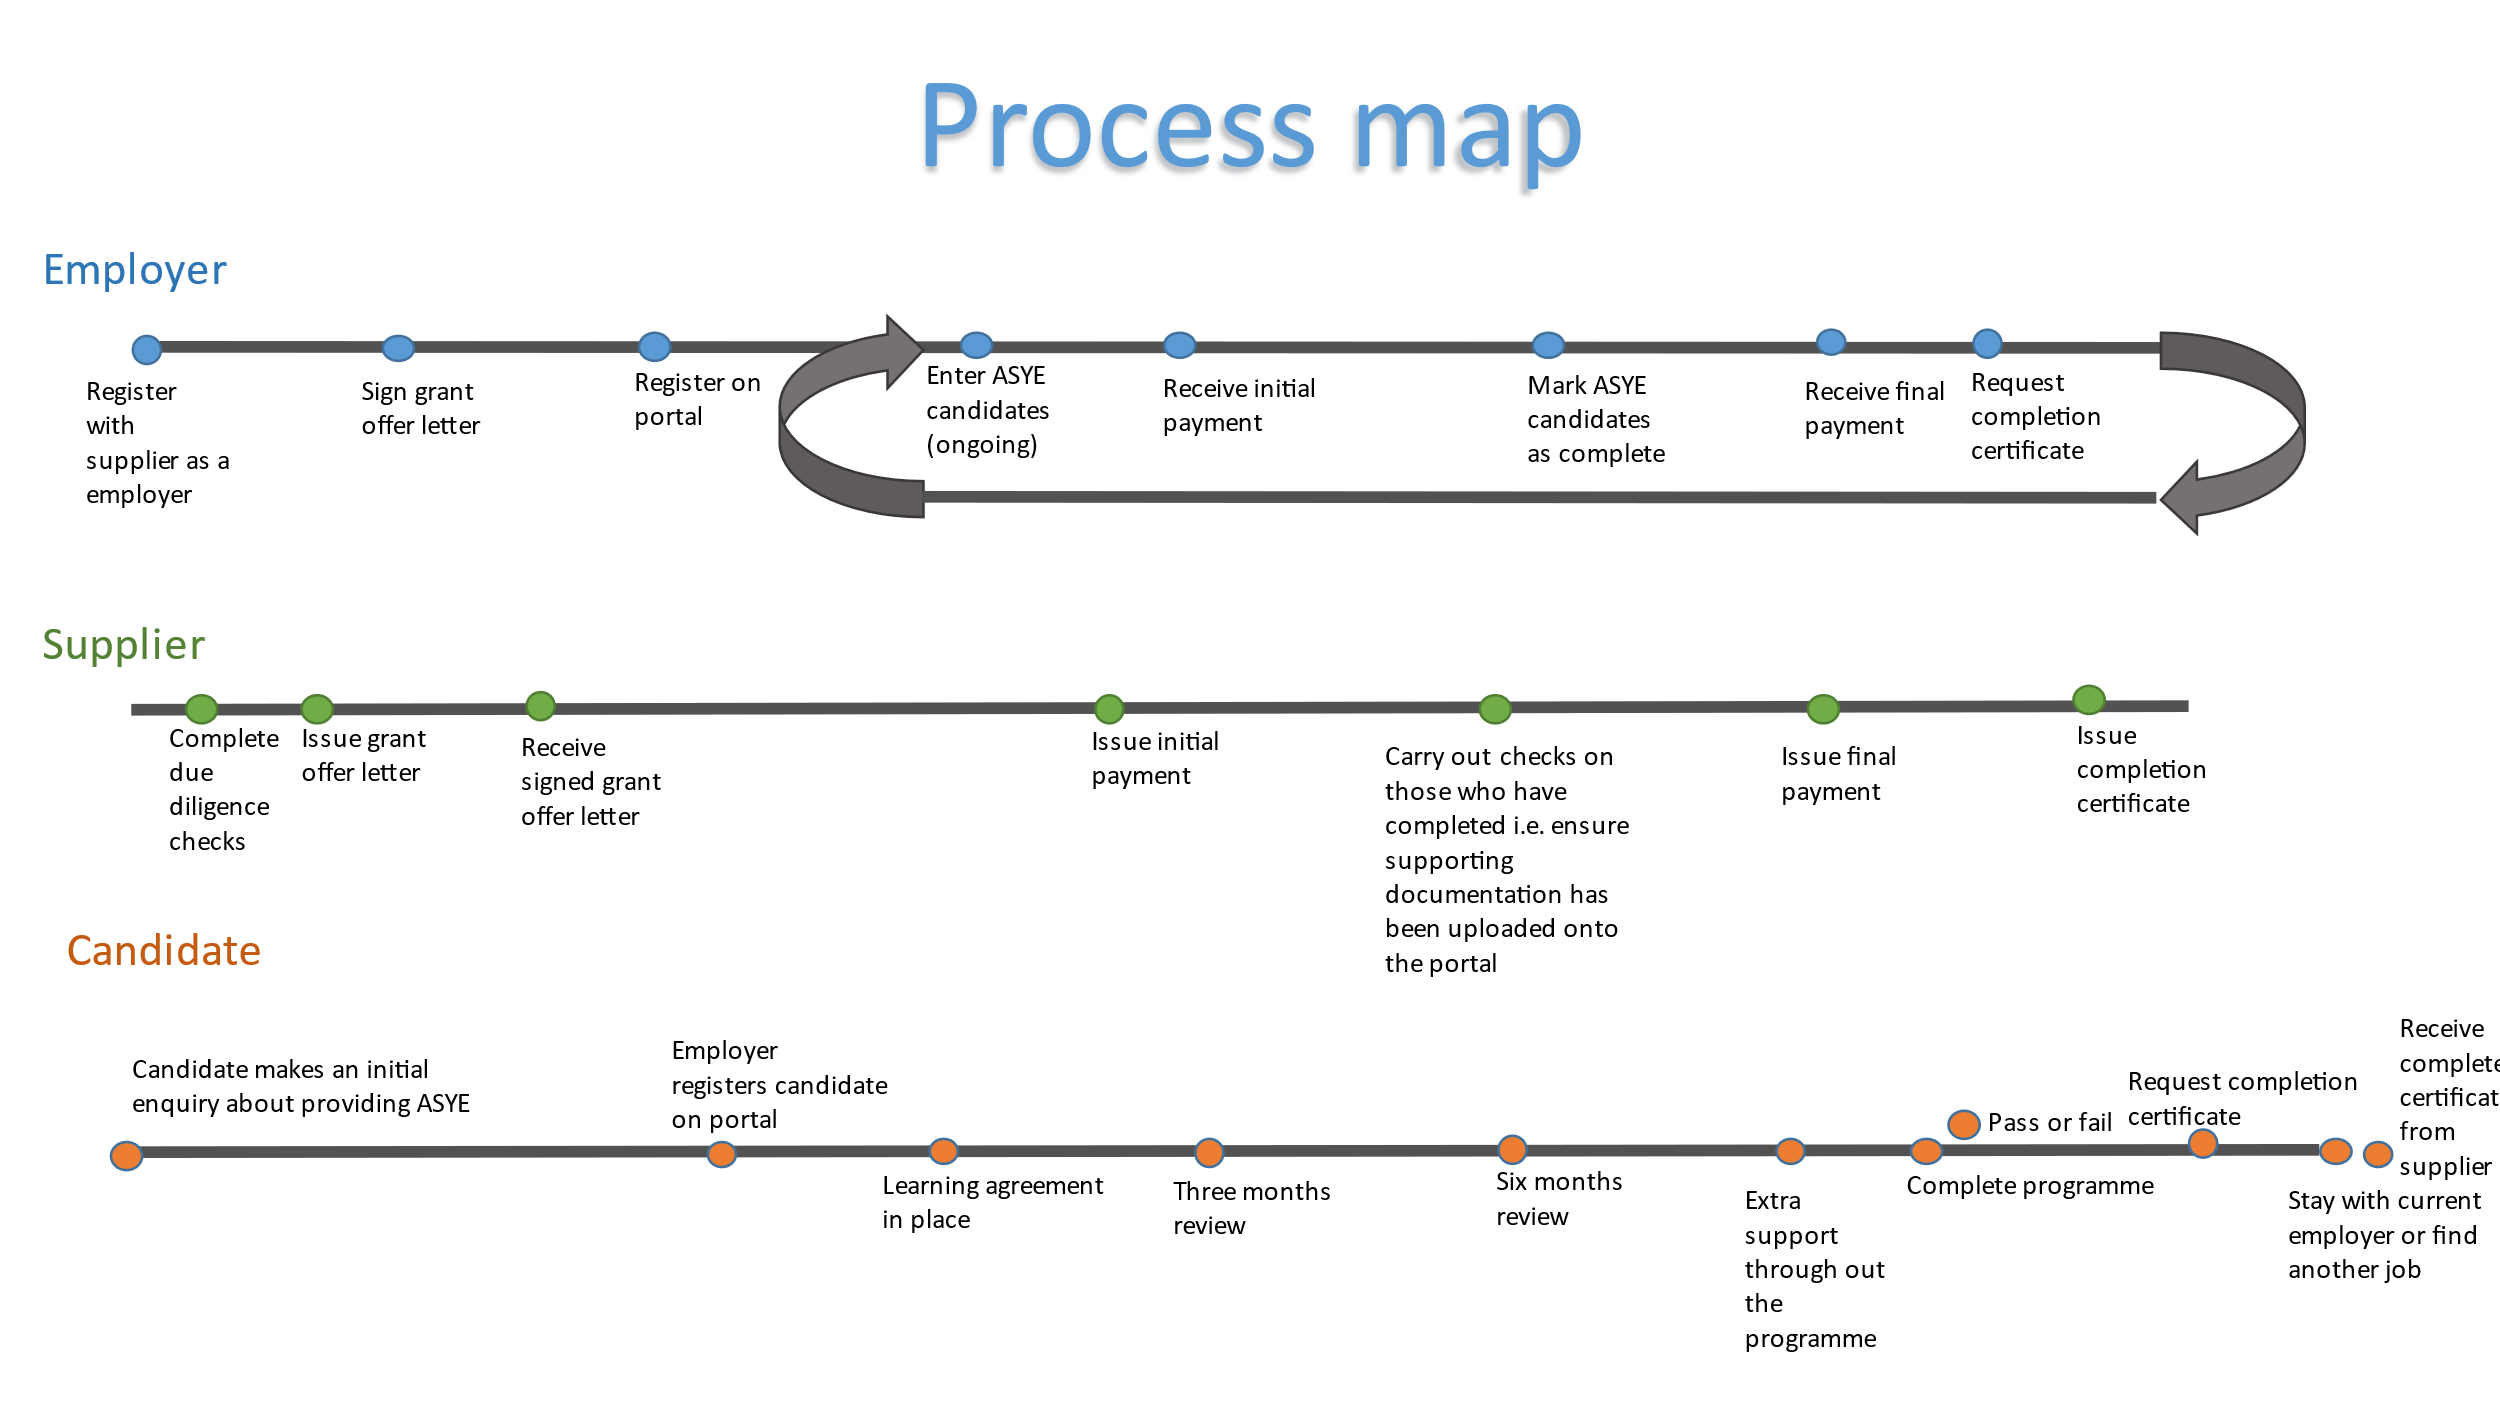 Process map
Employer
Register
with
supplier as a
employer
Sign grant
offer letter
Register on
portal
Enter ASYE
candidates
(ongoing)
Receive initial
payment
Mark ASYE
candidates
as complete
Receive final
payment
Request
completion
certificate
Supplier
Complete
due
diligence
checks
Issue grant
offer letter
Receive
signed grant
offer letter
Issue initial
payment
Carry out checks on
those who have
completed i.e. ensure
supporting
documentation has
been uploaded onto
the portal
Issue final
payment
Issue
completion
certificate
Candidate
Candidate makes an initial
enquiry about providing ASYE
Employer
registers candidate
on portal
Learning agreement
in place
Three months
review
Six months
review
Extra
support
through out
the
programme
Complete programme
Pass or fail
Request completion
certificate
Receive
complete
certificat
from
supplier
Stay with current
employer or find
another job